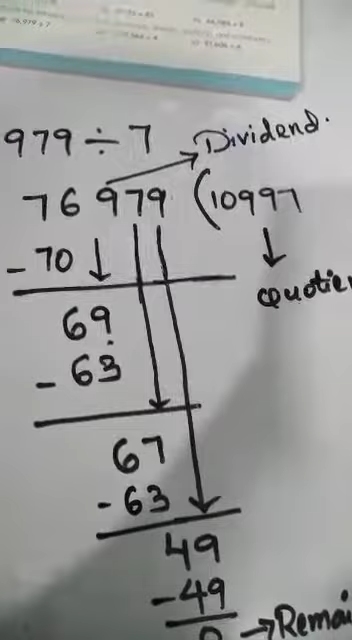 979 ÷ 7
Dividend.
76979 (10997
- 70
quotie
69
- 63
67
- 63
49
- 49
0 → Remai